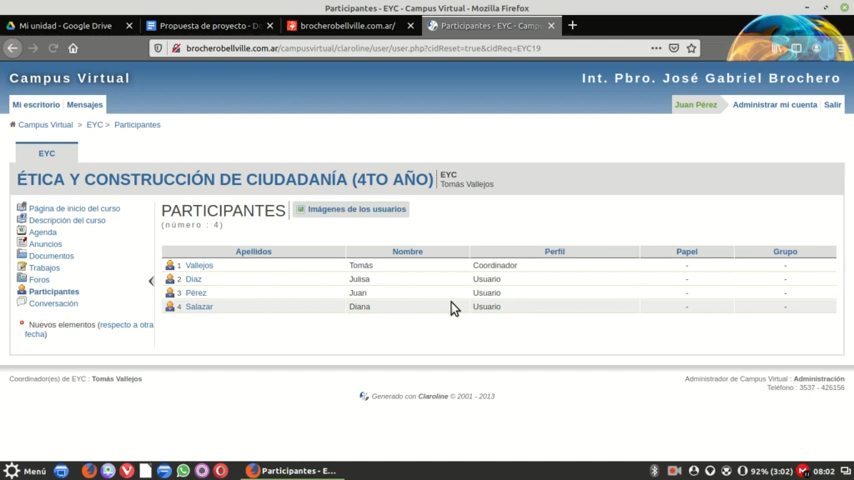 Participantes - EYC - Campus Virtual - Mozilla Firefox
Mi unidad - Google Drive
Propuesta de proyecto - Do
brocherobellville.com.ar/
Participantes - EYC - Camp
brocherobellville.com.ar/campusvirtual/claroline/user/user.php?cidReset=true&cidReq=EYC19
Campus Virtual
Int. Pbro. José Gabriel Brochero
Mi escritorio Mensajes
Juan Pérez Administrar mi cuenta Salir
Campus Virtual > EYC > Participantes
EYC
ÉTICA Y CONSTRUCCIÓN DE CIUDADANÍA (4TO AÑO)
EYC
Tomás Vallejos
Página de inicio del curso
Descripción del curso
Agenda
Anuncios
Documentos
Trabajos
Foros
Participantes
Conversación
Nuevos elementos (respecto a otra
fecha)
PARTICIPANTES
Imágenes de los usuarios
(número : 4)
Apellidos Nombre Perfil Papel Grupo
1 Vallejos Tomás Coordinador - -
2 Diaz Julisa Usuario - -
3 Pérez Juan Usuario - -
4 Salazar Diana Usuario - -
Coordinador(es) de EYC : Tomás Vallejos
Administrador de Campus Virtual : Administración
Teléfono : 3537 - 426156
Generado con Claroline © 2001 - 2013
Menú
Participantes - E...
92% (3:02)
08:02